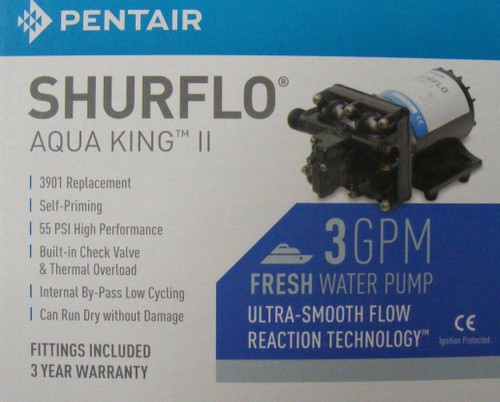 PENTAIR
SHURFLO®
AQUA KING™ II
3901 Replacement
Self-Priming
55 PSI High Performance
Built-in Check Valve
& Thermal Overload
Internal By-Pass Low Cycling
Can Run Dry without Damage
FITTINGS INCLUDED
3 YEAR WARRANTY
SHURFLO
3GPM
FRESH WATER PUMP
ULTRA-SMOOTH FLOW
REACTION TECHNOLOGY™
CE
Ignition Protected